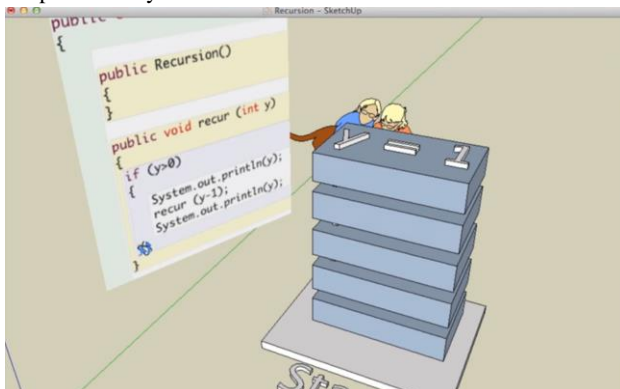 Recursion – SketchUp
{
public Recursion()
{
}
public void recur (int y)
{
if (y>0)
{
System.out.println(y);
recur (y-1);
System.out.println(y);
}
Y = 1